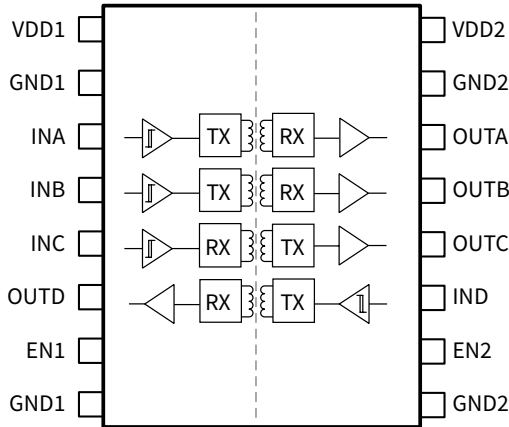 VDD1 VDD2
GND1 GND2
INA TX RX OUTA
INB TX RX OUTB
INC RX TX OUTC
OUTD RX TX IND
EN1 EN2
GND1 GND2